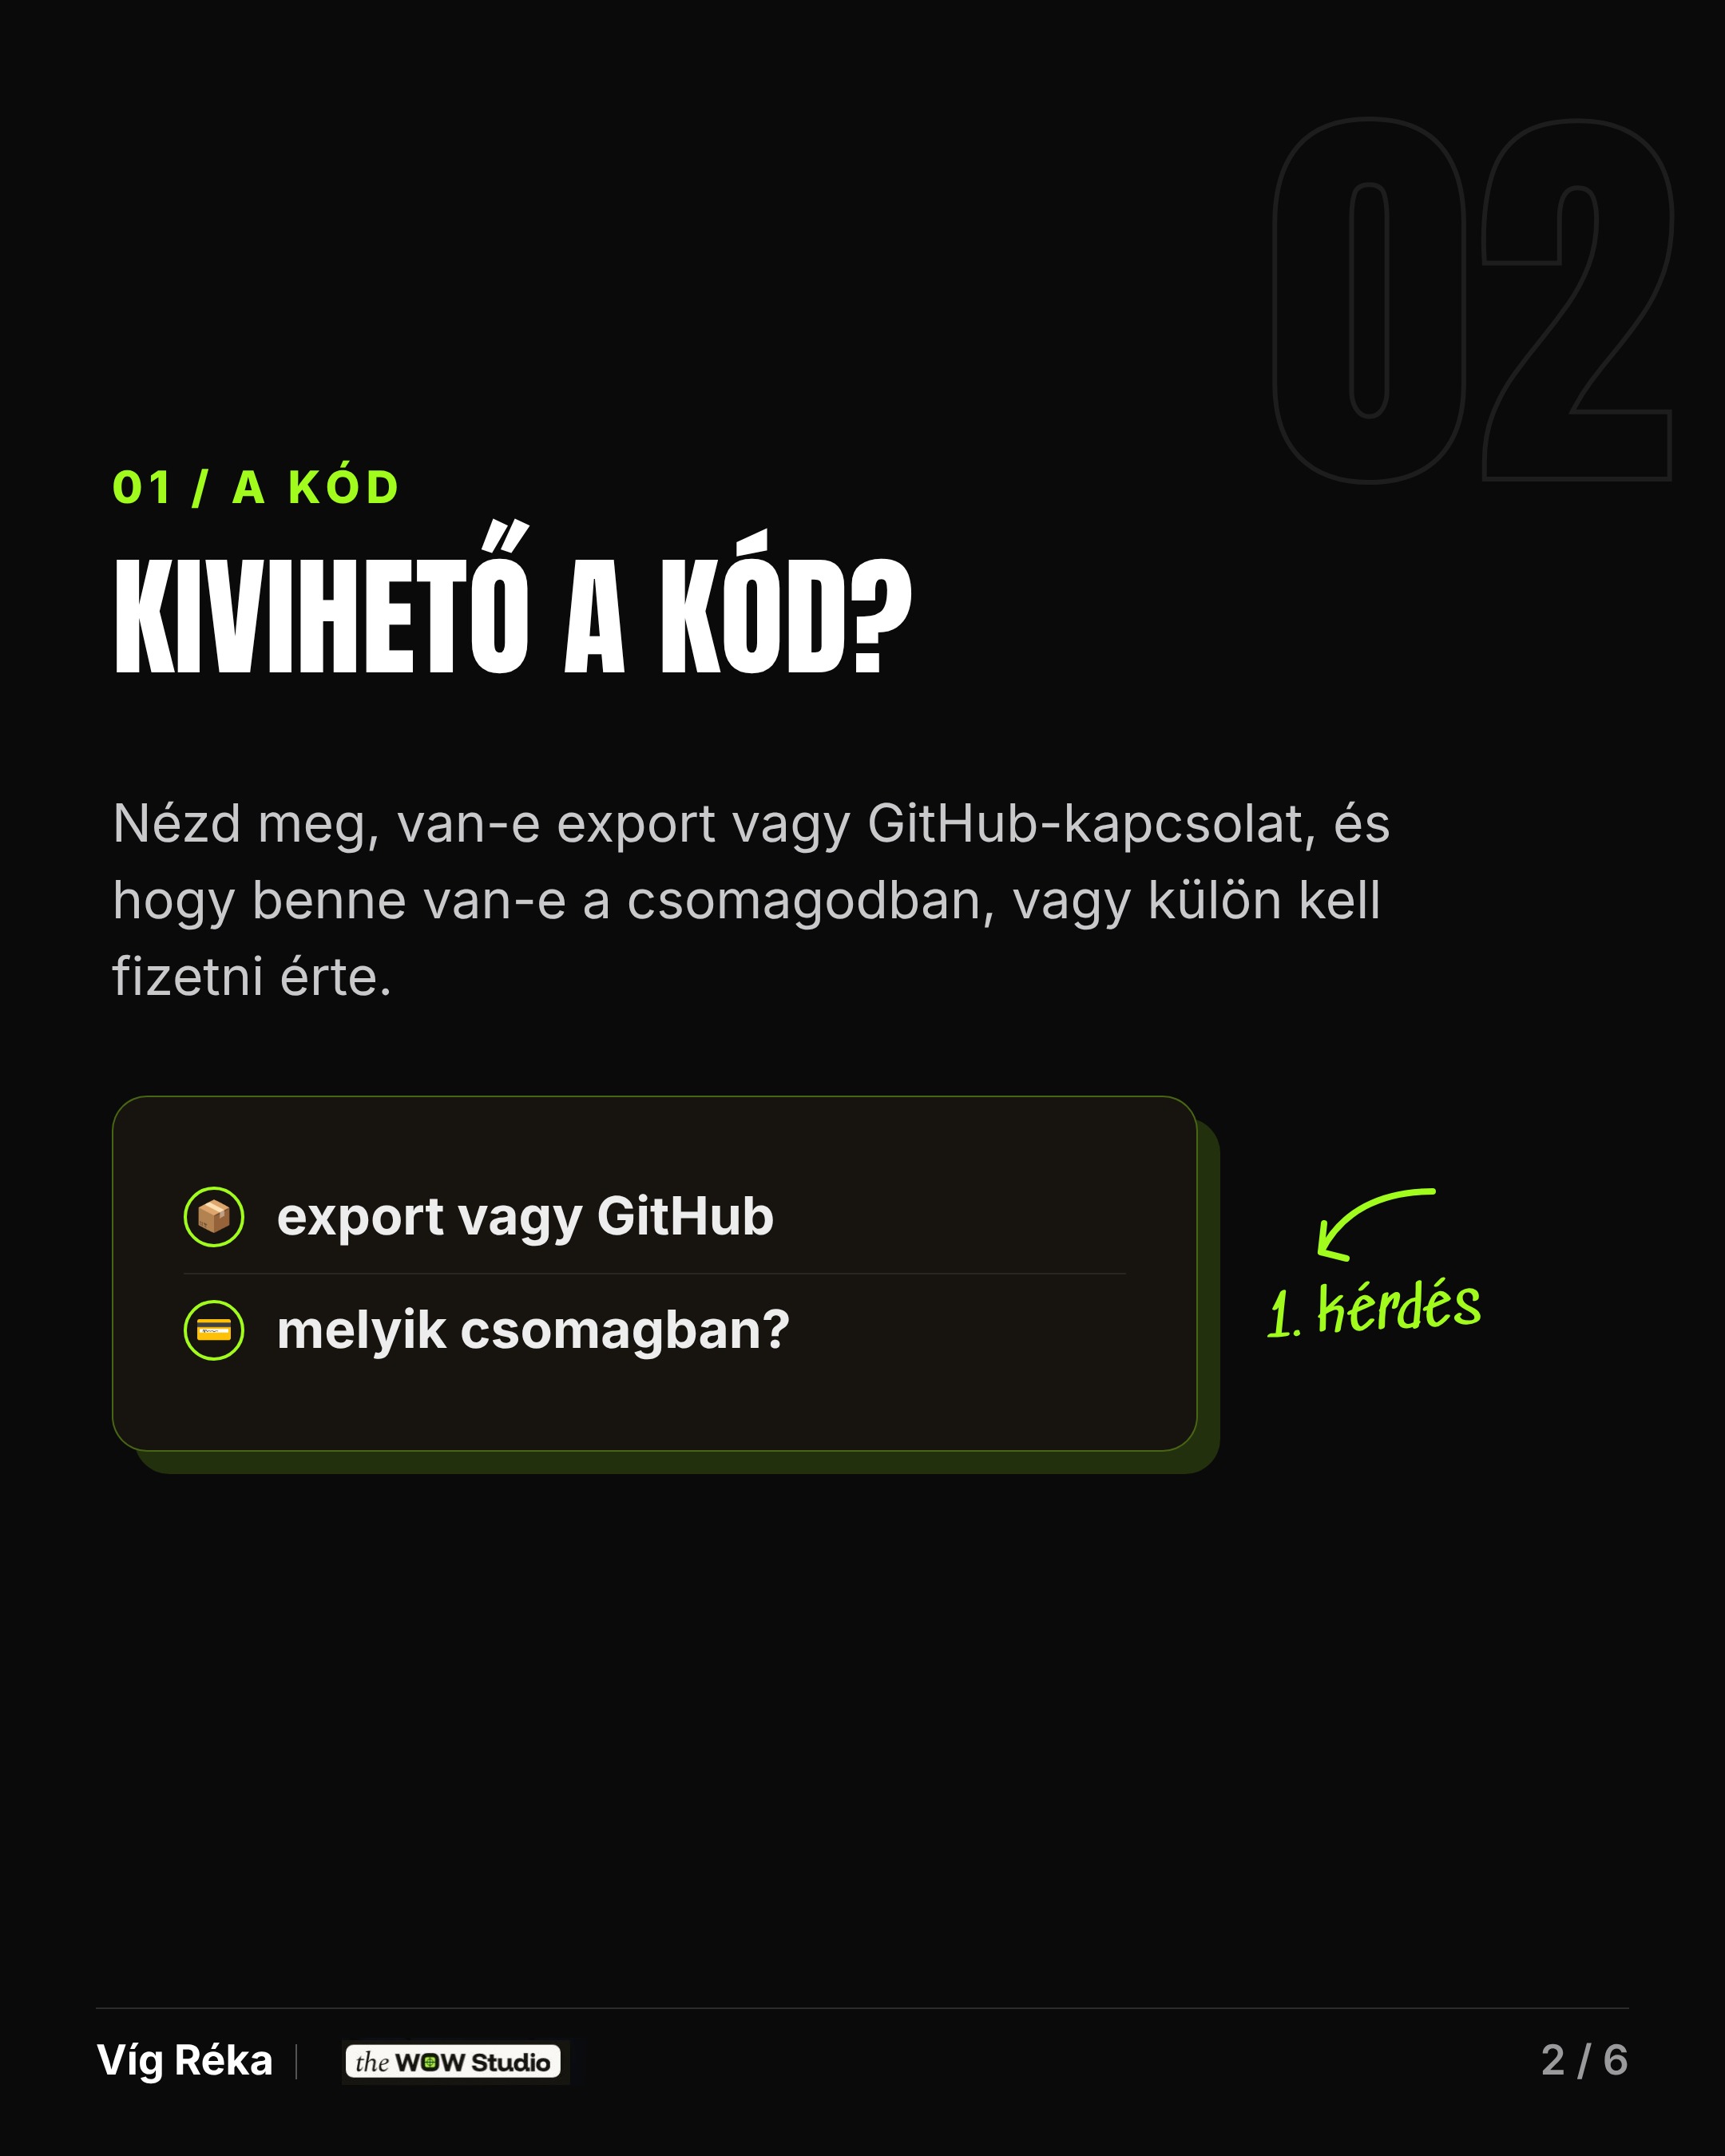 02
01 / A KÓD
KIVIHETŐ A KÓD?
Nézd meg, van-e export vagy GitHub-kapcsolat, és
hogy benne van-e a csomagodban, vagy külön kell
fizetni érte.
export vagy GitHub
melyik csomagban?
1. kérdés
Víg Réka
the WOW Studio
2 / 6